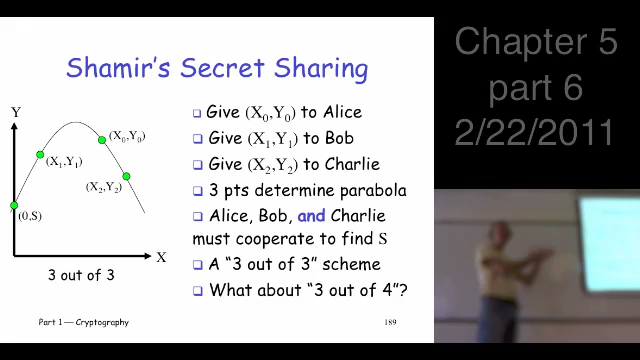 Shamir's Secret Sharing
Y
(X0,Y0)
(X1,Y1)
(X2,Y2)
(0,S)
X
3 out of 3
❑ Give (X0,Y0) to Alice
❑ Give (X1,Y1) to Bob
❑ Give (X2,Y2) to Charlie
❑ 3 pts determine parabola
❑ Alice, Bob, and Charlie
must cooperate to find S
❑ A “3 out of 3” scheme
❑ What about “3 out of 4”?
Part 1 — Cryptography
189
Chapter 5
part 6
2/22/2011